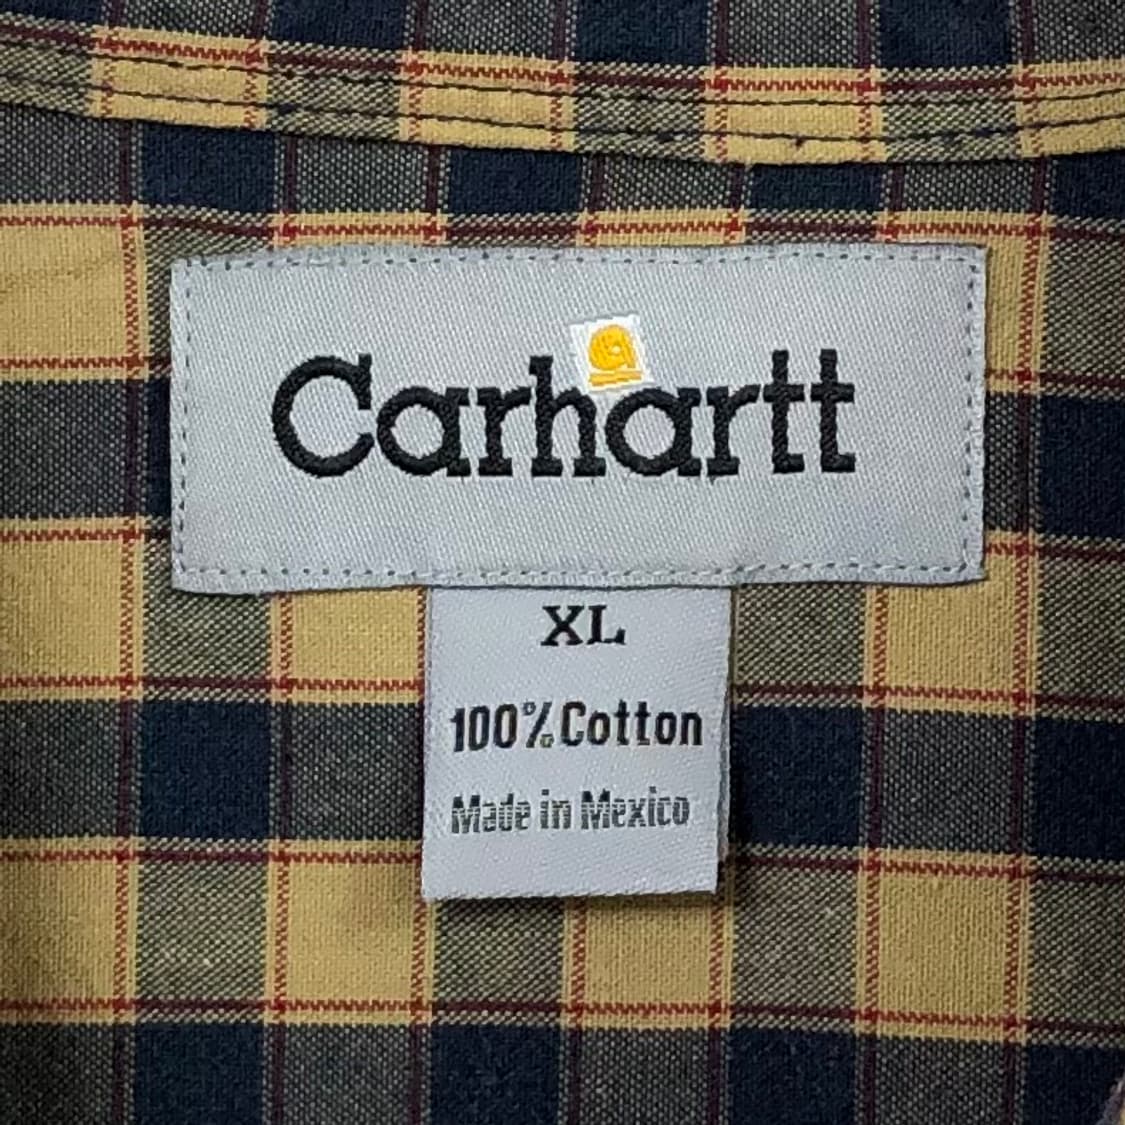 Carhartt
XL
100% Cotton
Made in Mexico